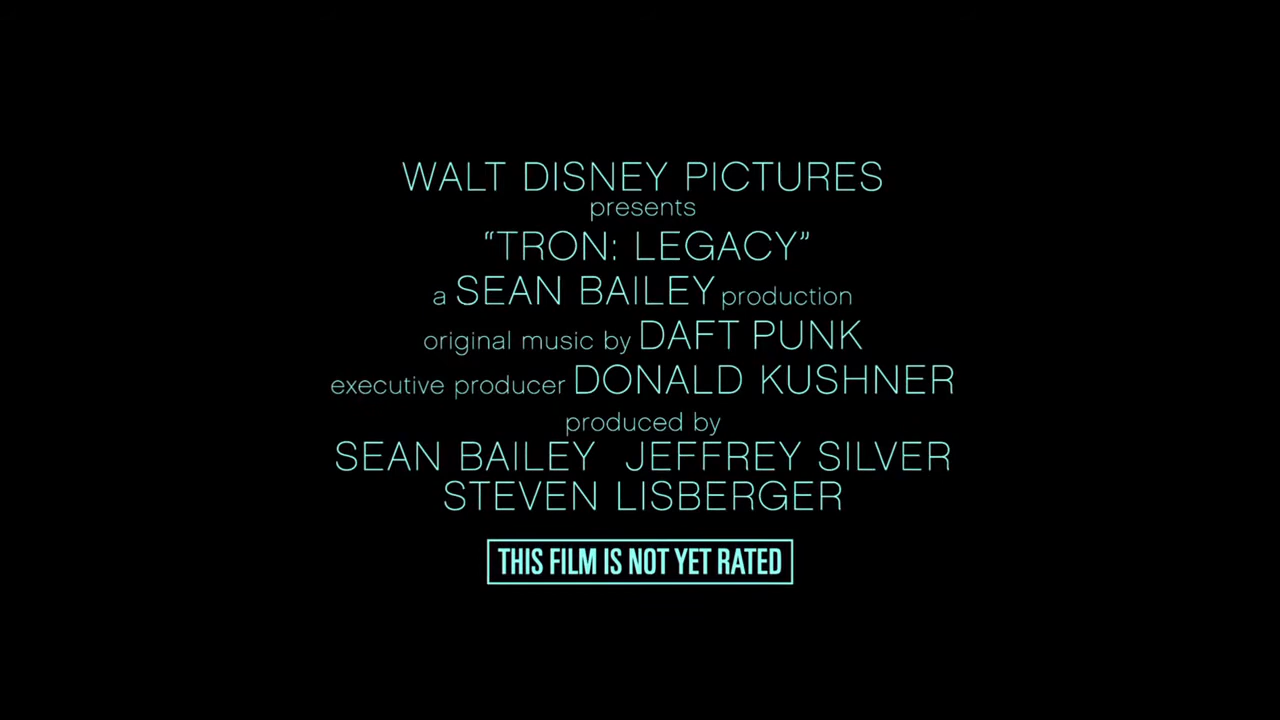 WALT DISNEY PICTURES
presents
“TRON: LEGACY”
a SEAN BAILEY production
original music by DAFT PUNK
executive producer DONALD KUSHNER
produced by
SEAN BAILEY JEFFREY SILVER
STEVEN LISBERGER
THIS FILM IS NOT YET RATED